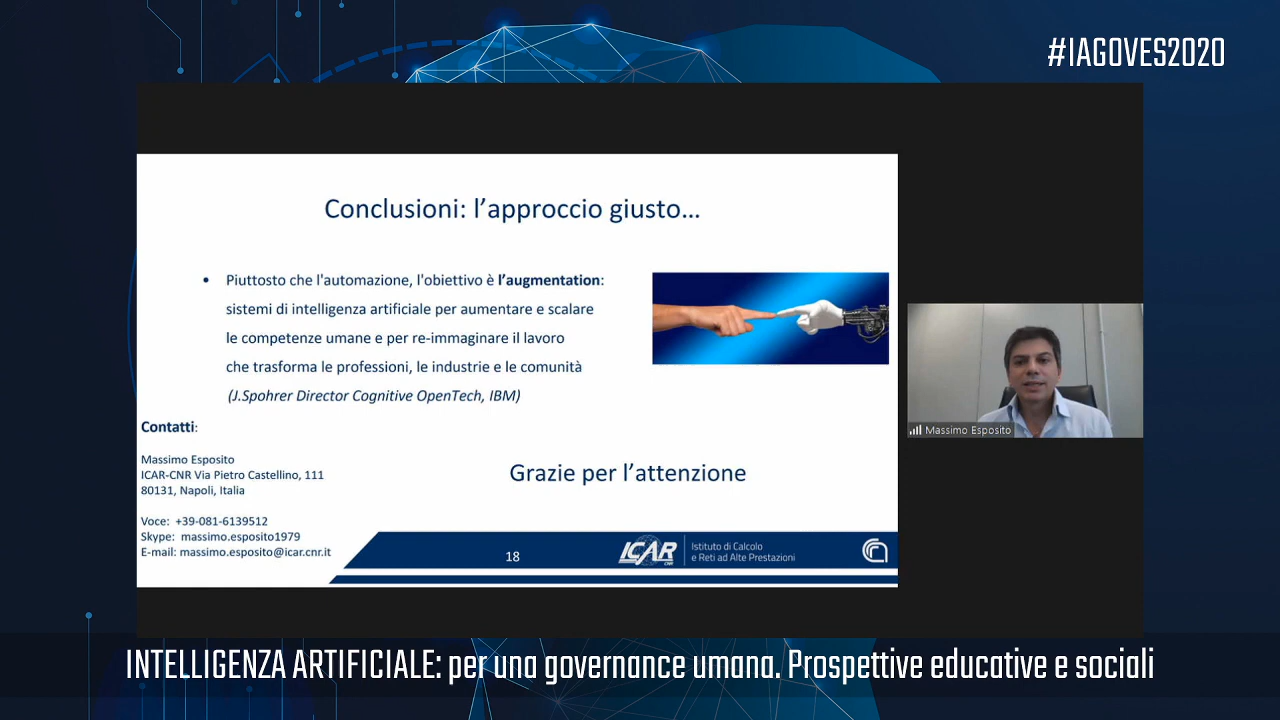 #IAGOVES2020
Conclusioni: l'approccio giusto...
• Piuttosto che l'automazione, l'obiettivo è l'augmentation:
sistemi di intelligenza artificiale per aumentare e scalare
le competenze umane e per re-immaginare il lavoro
che trasforma le professioni, le industrie e le comunità
(J.Spohrer Director Cognitive OpenTech, IBM)
Contatti:
Massimo Esposito
ICAR-CNR Via Pietro Castellino, 111
80131, Napoli, Italia
Voce: +39-081-6139512
Skype: massimo.esposito1979
E-mail: massimo.esposito@icar.cnr.it
Grazie per l'attenzione
18
ICAR
CNR
Istituto di Calcolo
e Reti ad Alte Prestazioni
Massimo Esposito
INTELLIGENZA ARTIFICIALE: per una governance umana. Prospettive educative e sociali